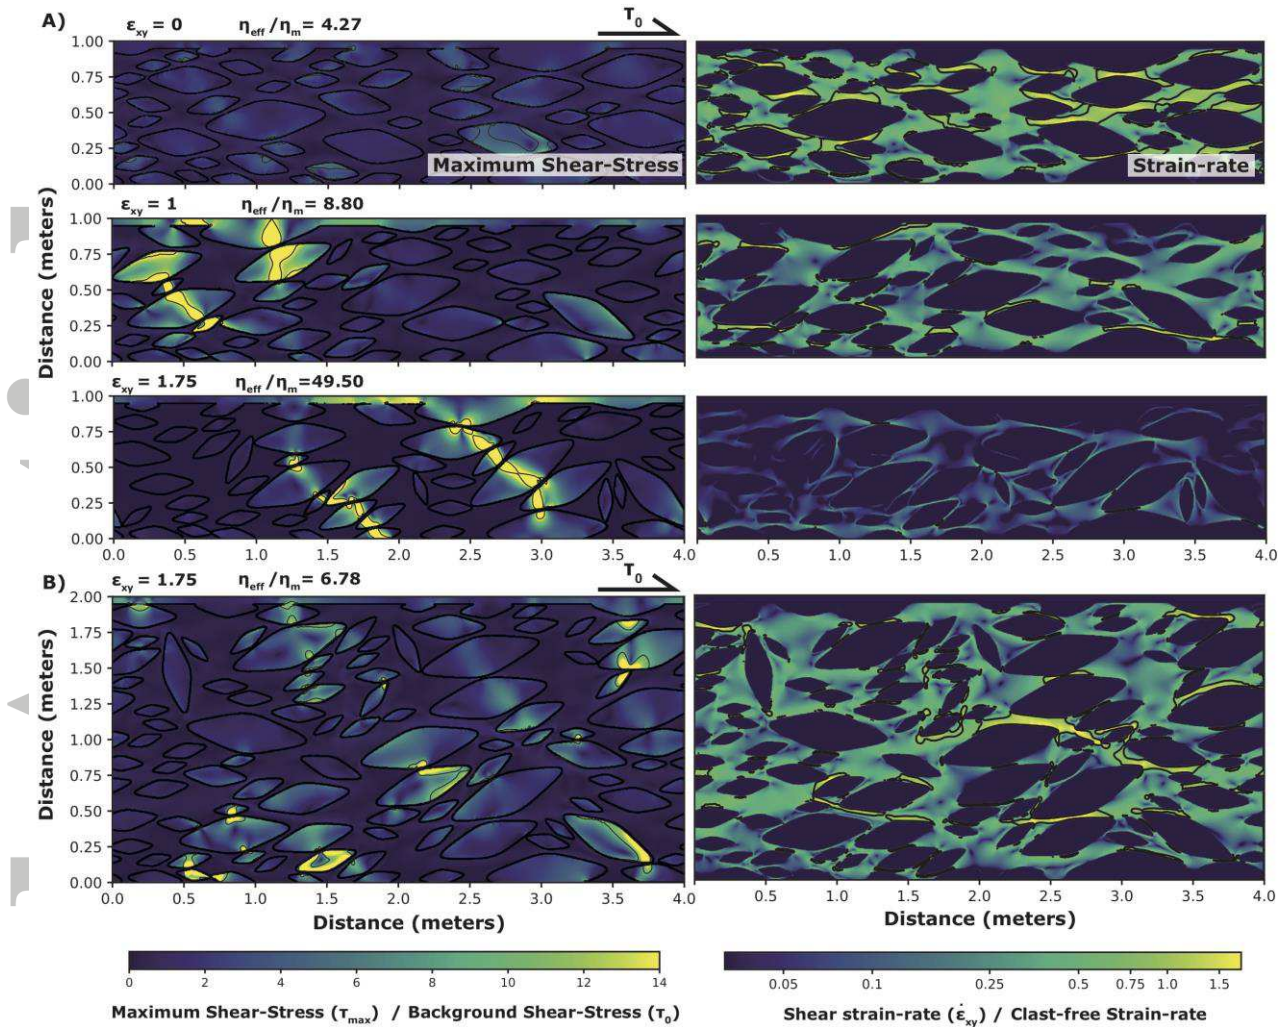 A)
ε_xy = 0 η_eff /η_m = 4.27 T_0
1.00
0.75
0.50
0.25
0.00
Maximum Shear-Stress
Strain-rate
ε_xy = 1 η_eff /η_m = 8.80
1.00
0.75
0.50
0.25
0.00
Distance (meters)
ε_xy = 1.75 η_eff /η_m =49.50
1.00
0.75
0.50
0.25
0.00
0.0 0.5 1.0 1.5 2.0 2.5 3.0 3.5 4.0
0.5 1.0 1.5 2.0 2.5 3.0 3.5 4.0
B)
ε_xy = 1.75 η_eff /η_m = 6.78 T_0
2.00
1.75
1.50
1.25
1.00
0.75
0.50
0.25
0.00
Distance (meters)
0.0 0.5 1.0 1.5 2.0 2.5 3.0 3.5 4.0
0.5 1.0 1.5 2.0 2.5 3.0 3.5 4.0
Distance (meters)
Distance (meters)
0 2 4 6 8 10 12 14
0.05 0.1 0.25 0.5 0.75 1.0 1.5
Maximum Shear-Stress (τ_max) / Background Shear-Stress (τ_0)
Shear strain-rate (ε̇_xy) / Clast-free Strain-rate